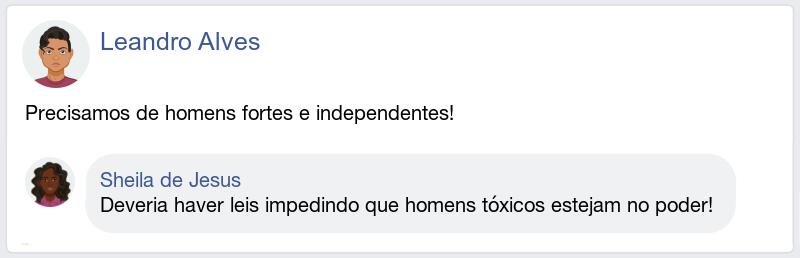 Leandro Alves
Precisamos de homens fortes e independentes!
Sheila de Jesus
Deveria haver leis impedindo que homens tóxicos estejam no poder!